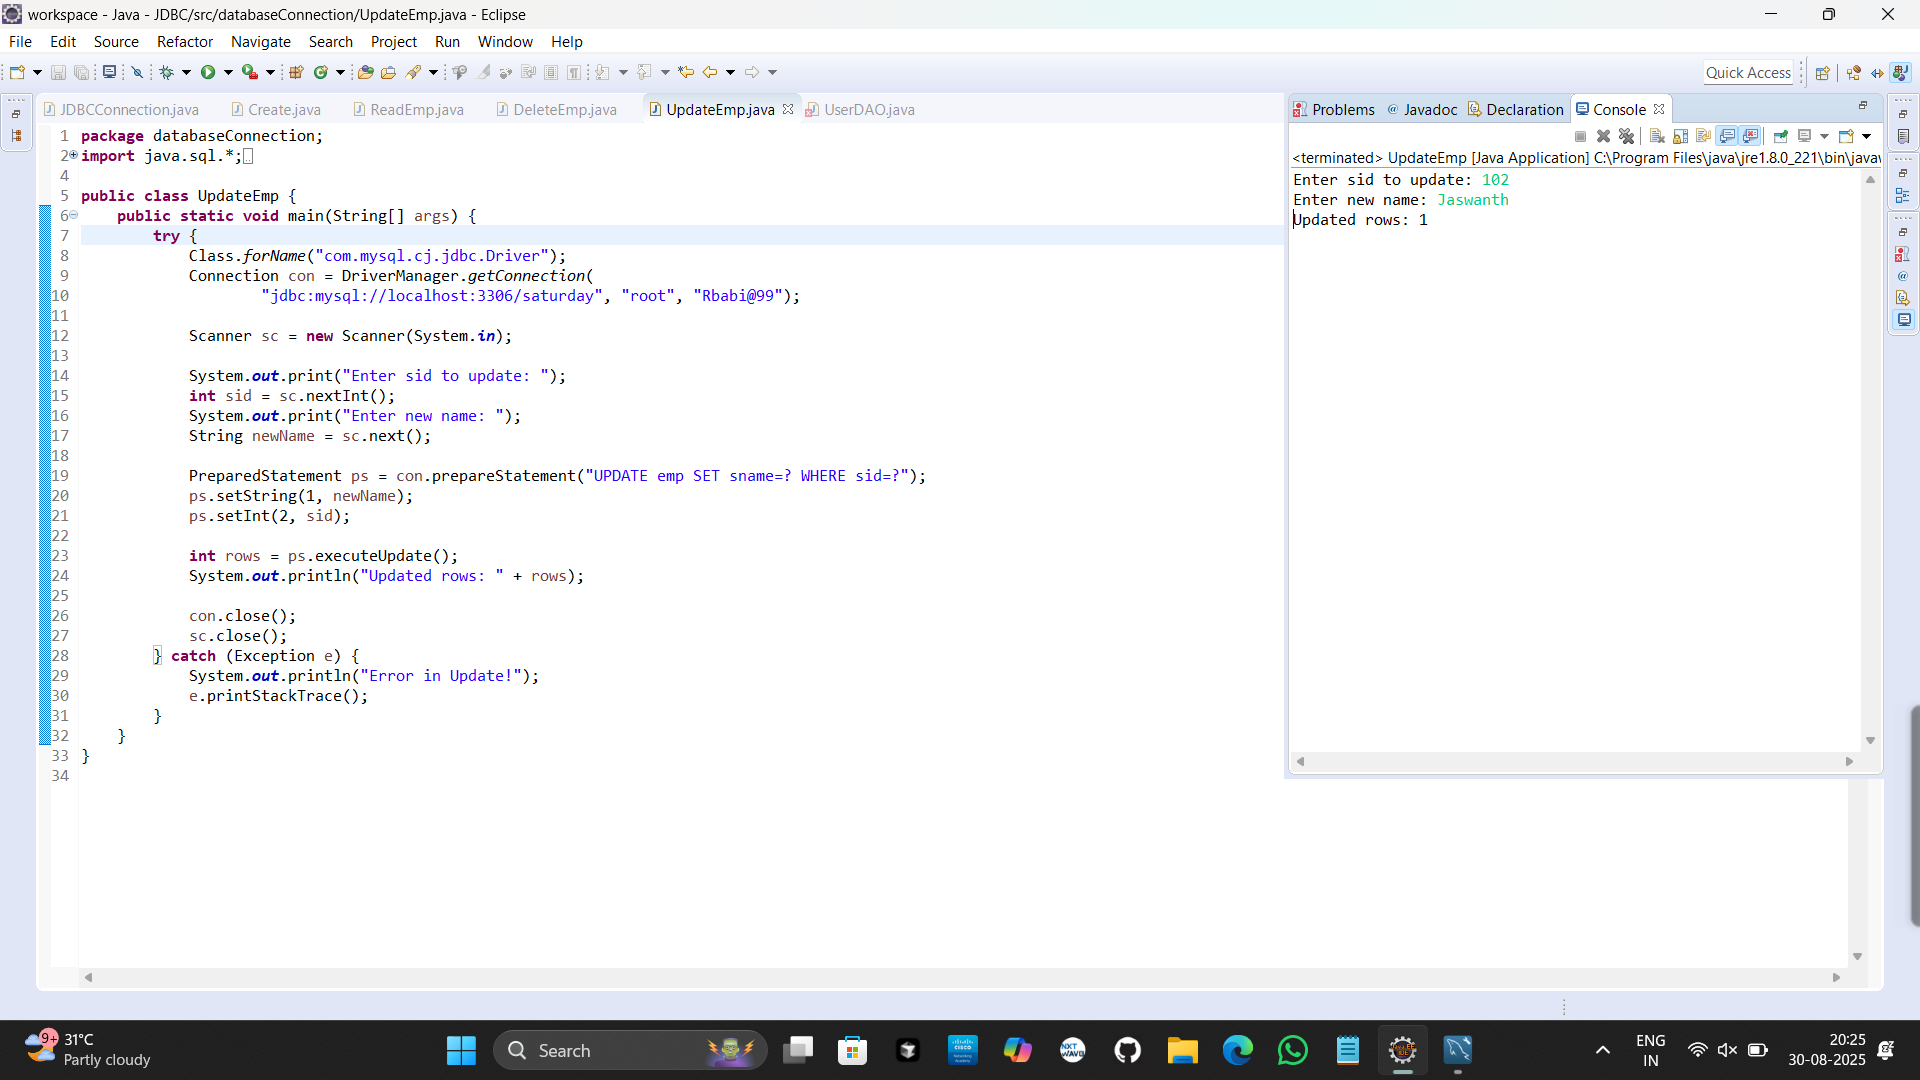 workspace - Java - JDBC/src/databaseConnection/UpdateEmp.java - Eclipse
File Edit Source Refactor Navigate Search Project Run Window Help
Quick Access
JDBCConnection.java Create.java ReadEmp.java DeleteEmp.java UpdateEmp.java UserDAO.java
1 package databaseConnection;
2 import java.sql.*;
4
5 public class UpdateEmp {
6 public static void main(String[] args) {
7 try {
8 Class.forName("com.mysql.cj.jdbc.Driver");
9 Connection con = DriverManager.getConnection(
10 "jdbc:mysql://localhost:3306/saturday", "root", "Rbabi@99");
11
12 Scanner sc = new Scanner(System.in);
13
14 System.out.print("Enter sid to update: ");
15 int sid = sc.nextInt();
16 System.out.print("Enter new name: ");
17 String newName = sc.next();
18
19 PreparedStatement ps = con.prepareStatement("UPDATE emp SET sname=? WHERE sid=?");
20 ps.setString(1, newName);
21 ps.setInt(2, sid);
22
23 int rows = ps.executeUpdate();
24 System.out.println("Updated rows: " + rows);
25
26 con.close();
27 sc.close();
28 } catch (Exception e) {
29 System.out.println("Error in Update!");
30 e.printStackTrace();
31 }
32 }
33 }
34
Problems @ Javadoc Declaration Console
<terminated> UpdateEmp [Java Application] C:\Program Files\java\jre1.8.0_221\bin\javaw
Enter sid to update: 102
Enter new name: Jaswanth
Updated rows: 1
9+
31°C
Partly cloudy
Search
CISCO
NXT WAVE
ENG
IN
20:25
30-08-2025